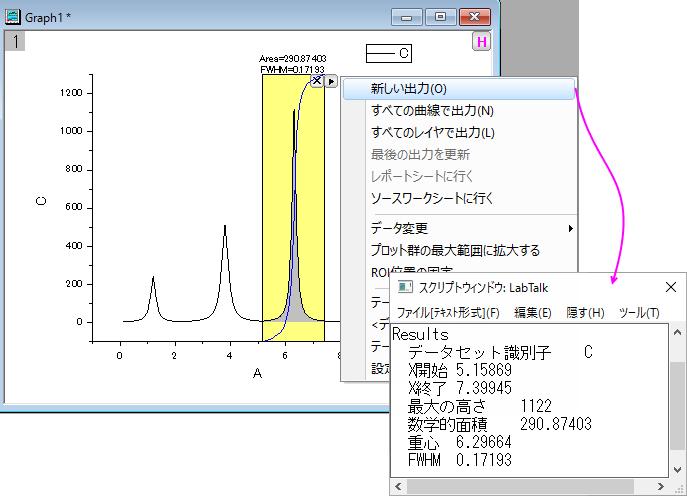 Graph1 *
1
H
Area=290.87403
FWHM=0.17193
C
1200
1000
800
600
400
200
0
C
0
2
4
6
8
A
新しい出力(O)
すべての曲線で出力(N)
すべてのレイヤで出力(L)
最後の出力を更新
レポートシートに行く
ソースワークシートに行く
データ変更
プロット群の最大範囲に拡大する
ROI位置の固定
テー
<デー
テー
設定
スクリプトウィンドウ: LabTalk
ファイル[テキスト形式](F) 編集(E) 隠す(H) ツール(T)
Results
データセット識別子 C
X開始 5.15869
X終了 7.39945
最大の高さ 1122
数学的面積 290.87403
重心 6.29664
FWHM 0.17193